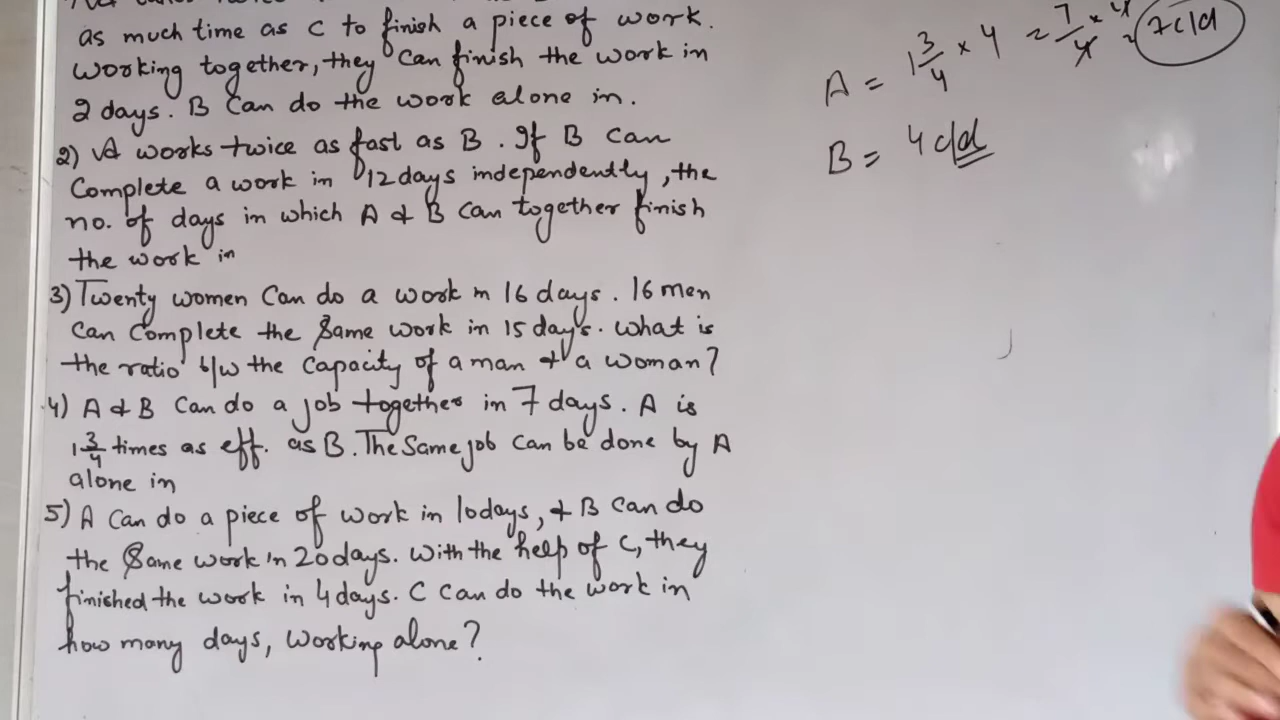 as much time as C to finish a piece of work.
Working together, they can finish the work in
2 days. B can do the work alone in.
2) A works twice as fast as B. If B can
Complete a work in 12 days independently, the
no. of days in which A & B can together finish
the work in
3) Twenty women can do a work in 16 days. 16 men
can complete the same work in 15 days. What is
the ratio b/w the capacity of a man & a woman?
4) A & B can do a job together in 7 days. A is
1 3/4 times as eff. as B. The same job can be done by A
alone in
5) A can do a piece of work in 10 days, & B can do
the same work in 20 days. With the help of C, they
finished the work in 4 days. C can do the work in
how many days, working alone?
A = 1 3/4 × 4 = 7/4 × 4 = 7c/d
B = 4c/d